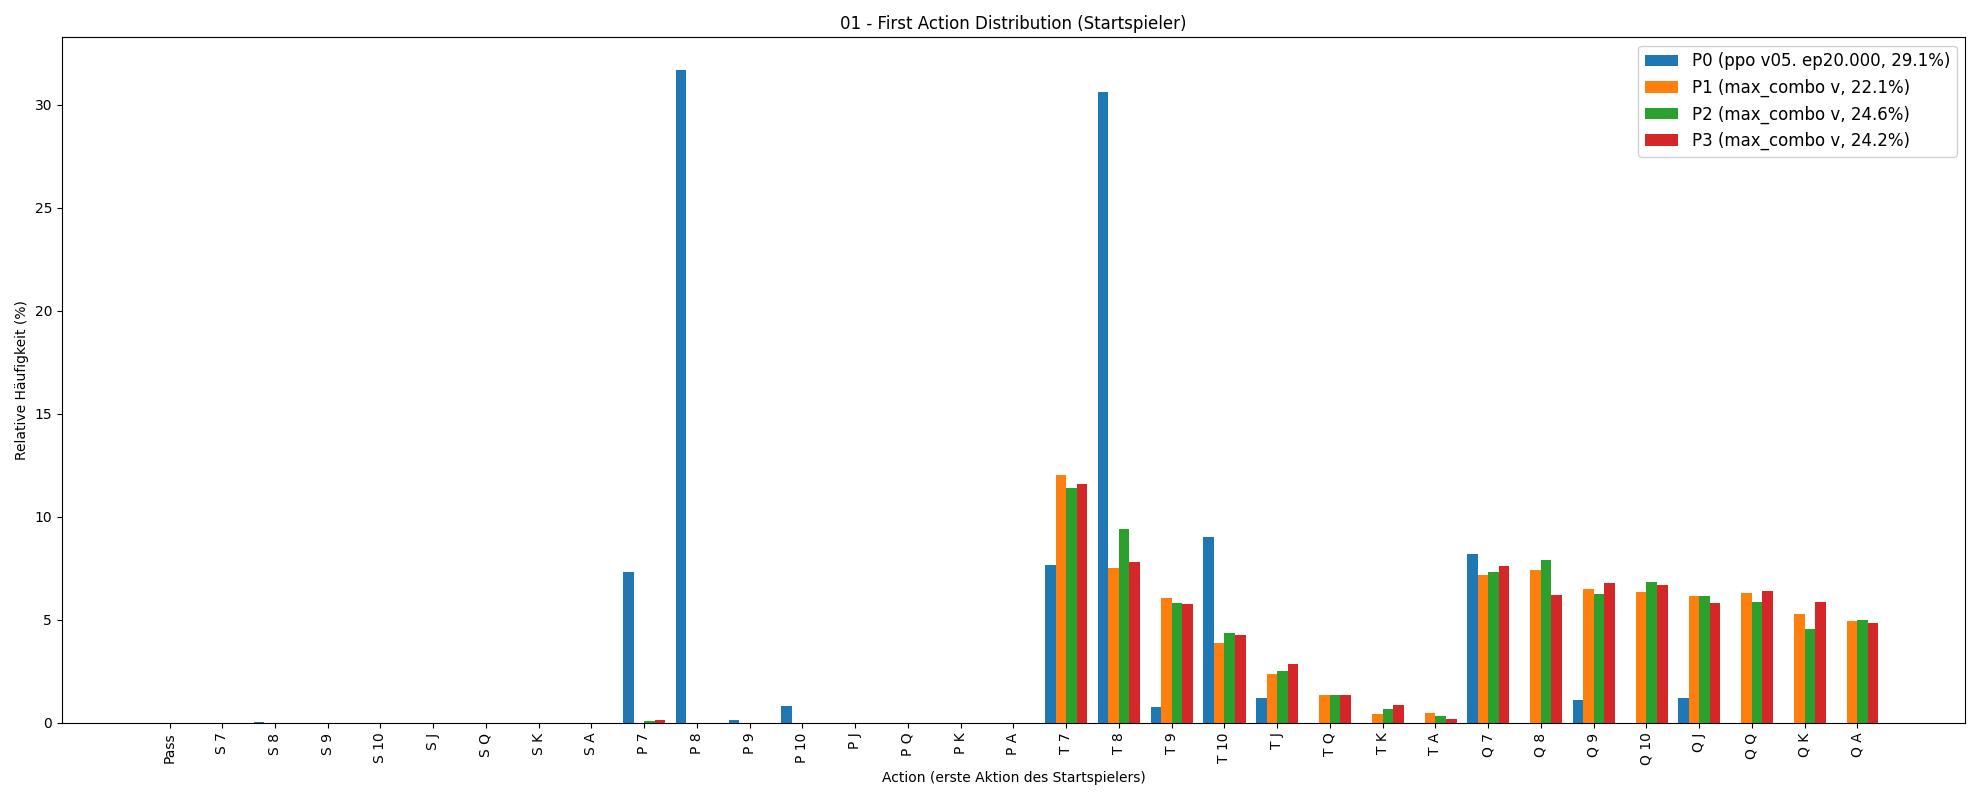 01 - First Action Distribution (Startspieler)
P0 (ppo v05. ep20.000, 29.1%)
P1 (max_combo v, 22.1%)
P2 (max_combo v, 24.6%)
P3 (max_combo v, 24.2%)
Relative Häufigkeit (%)
30
25
20
15
10
5
0
Pass
S 7
S 8
S 9
S 10
S J
S Q
S K
S A
P 7
P 8
P 9
P 10
P J
P Q
P K
P A
T 7
T 8
T 9
T 10
T J
T Q
T K
T A
Q 7
Q 8
Q 9
Q 10
Q J
Q Q
Q K
Q A
Action (erste Aktion des Startspielers)